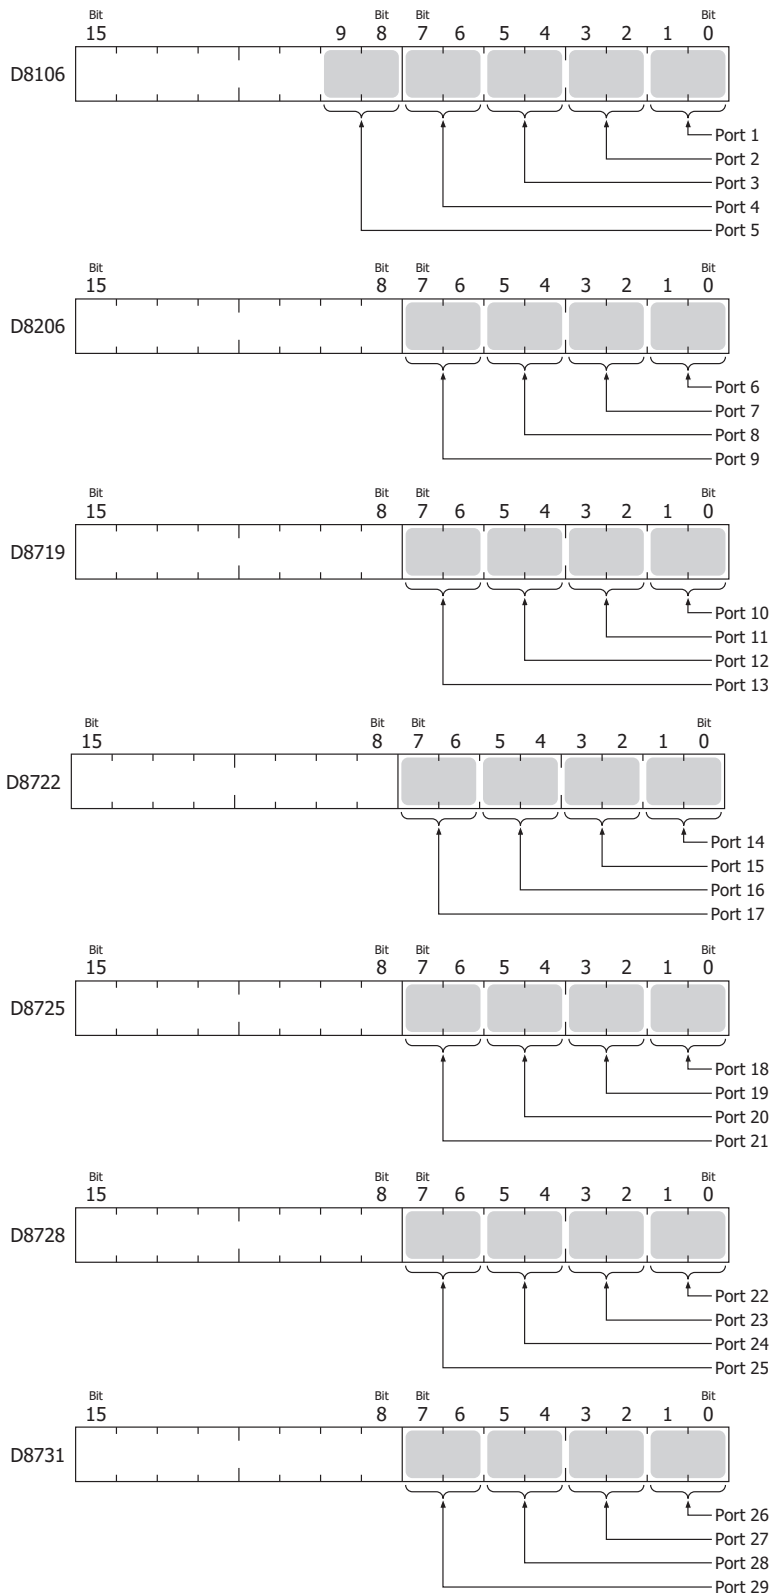 Bit Bit Bit Bit
15 9 8 7 6 5 4 3 2 1 0
D8106
Port 1
Port 2
Port 3
Port 4
Port 5
Bit Bit Bit Bit
15 8 7 6 5 4 3 2 1 0
D8206
Port 6
Port 7
Port 8
Port 9
Bit Bit Bit Bit
15 8 7 6 5 4 3 2 1 0
D8719
Port 10
Port 11
Port 12
Port 13
Bit Bit Bit Bit
15 8 7 6 5 4 3 2 1 0
D8722
Port 14
Port 15
Port 16
Port 17
Bit Bit Bit Bit
15 8 7 6 5 4 3 2 1 0
D8725
Port 18
Port 19
Port 20
Port 21
Bit Bit Bit Bit
15 8 7 6 5 4 3 2 1 0
D8728
Port 22
Port 23
Port 24
Port 25
Bit Bit Bit Bit
15 8 7 6 5 4 3 2 1 0
D8731
Port 26
Port 27
Port 28
Port 29